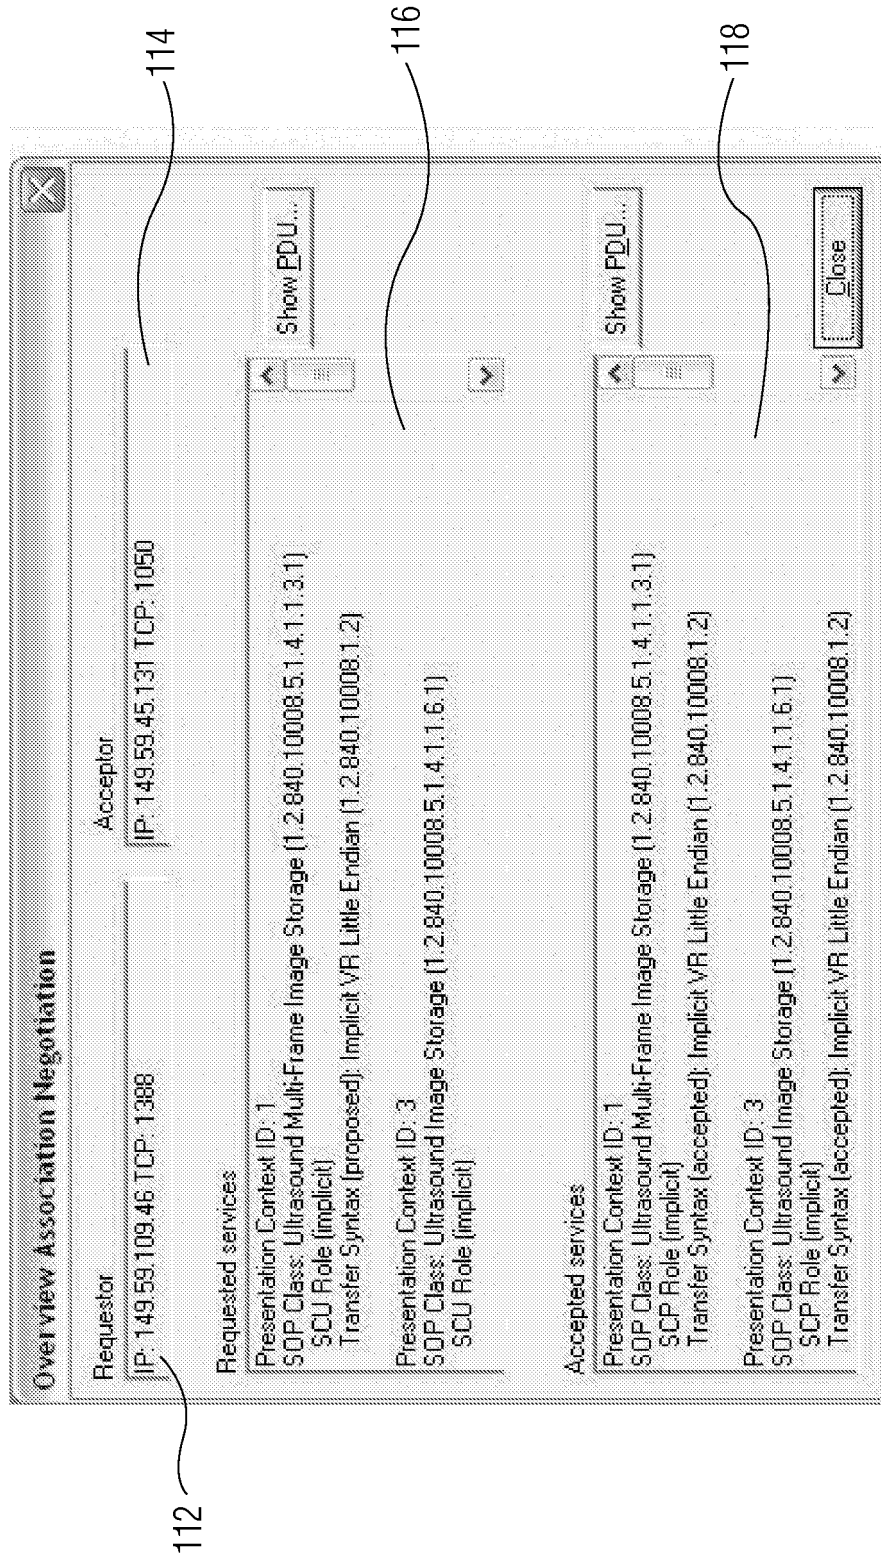 Overview Association Negotiation
Requestor
IP: 149.59.109.46 TCP: 1388
Acceptor
IP: 149.59.45.131 TCP: 1050
Requested services
Presentation Context ID: 1
SOP Class: Ultrasound Multi-Frame Image Storage (1.2.840.10008.5.1.4.1.1.3.1)
SCU Role (implicit)
Transfer Syntax (proposed): Implicit VR Little Endian (1.2.840.10008.1.2)
Presentation Context ID: 3
SOP Class: Ultrasound Image Storage (1.2.840.10008.5.1.4.1.1.6.1)
SCU Role (implicit)
Show PDU...
Accepted services
Presentation Context ID: 1
SOP Class: Ultrasound Multi-Frame Image Storage (1.2.840.10008.5.1.4.1.1.3.1)
SCP Role (implicit)
Transfer Syntax (accepted): Implicit VR Little Endian (1.2.840.10008.1.2)
Presentation Context ID: 3
SOP Class: Ultrasound Image Storage (1.2.840.10008.5.1.4.1.1.6.1)
SCP Role (implicit)
Transfer Syntax (accepted): Implicit VR Little Endian (1.2.840.10008.1.2)
Show PDU...
Close
112
114
116
118